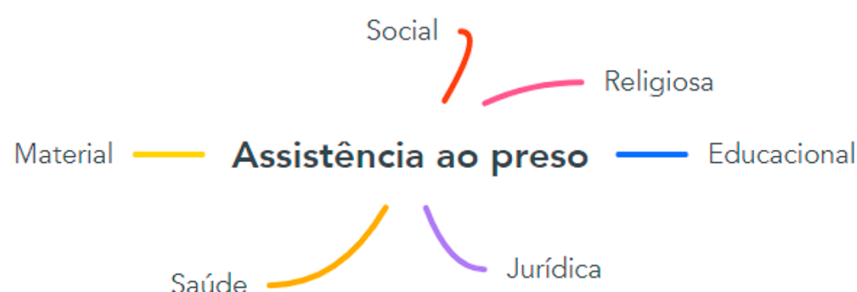 Social
Religiosa
Material
Assistência ao preso
Educacional
Jurídica
Saúde